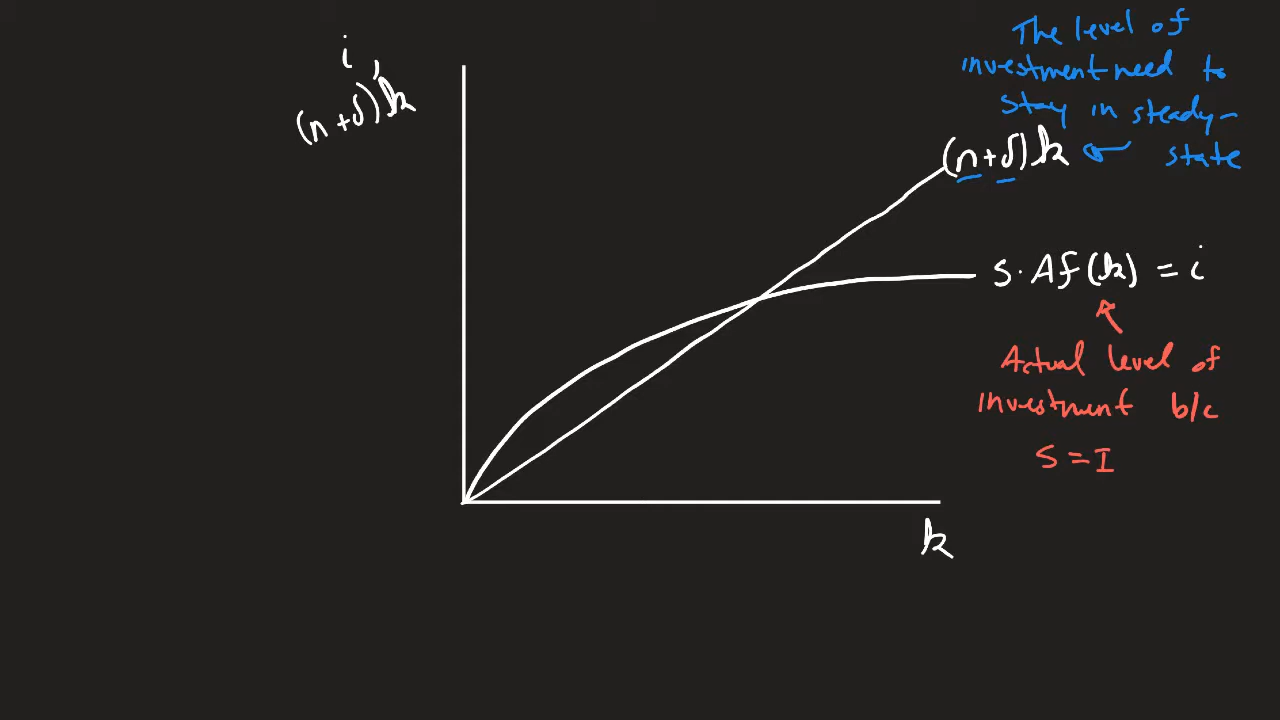 The level of
investment need to
stay in steady-
state
i,
(n+δ)k
(n+δ)k
s·Af(k) = i
Actual level of
investment b/c
S=I
k